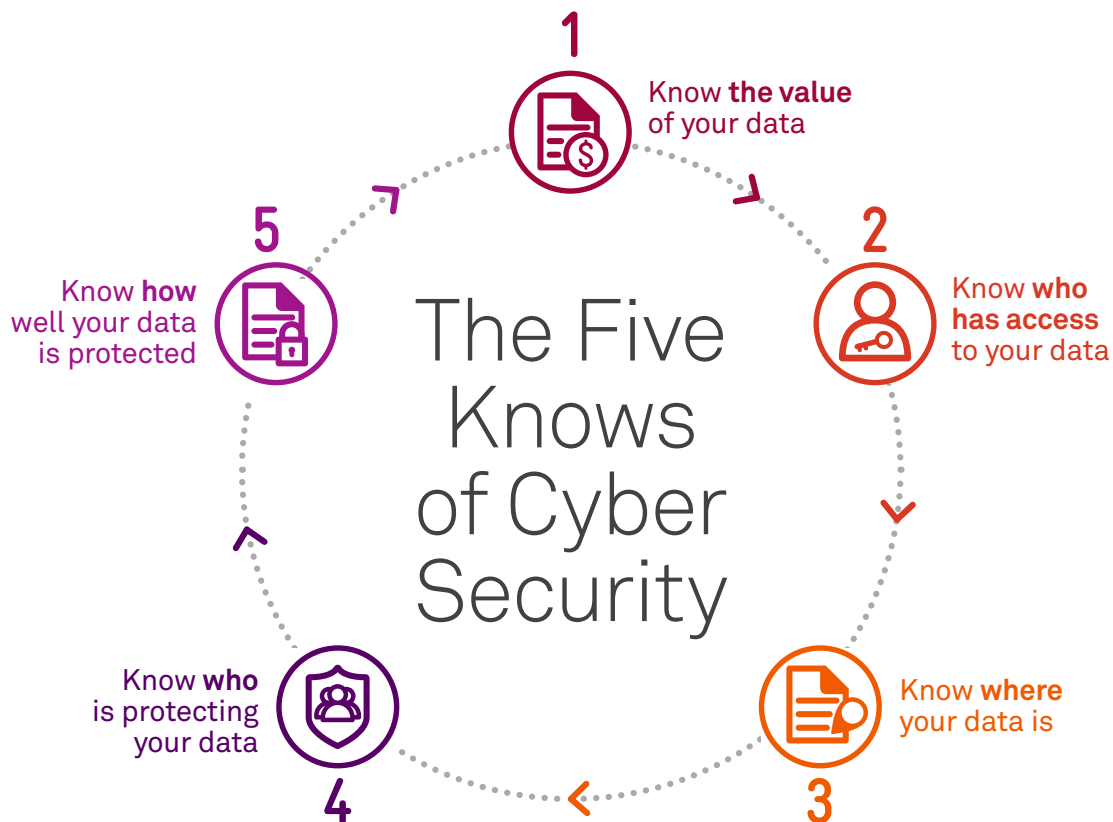 1
Know the value
of your data
2
Know who
has access
to your data
3
Know where
your data is
4
Know who
is protecting
your data
5
Know how
well your data
is protected
The Five
Knows
of Cyber
Security
$